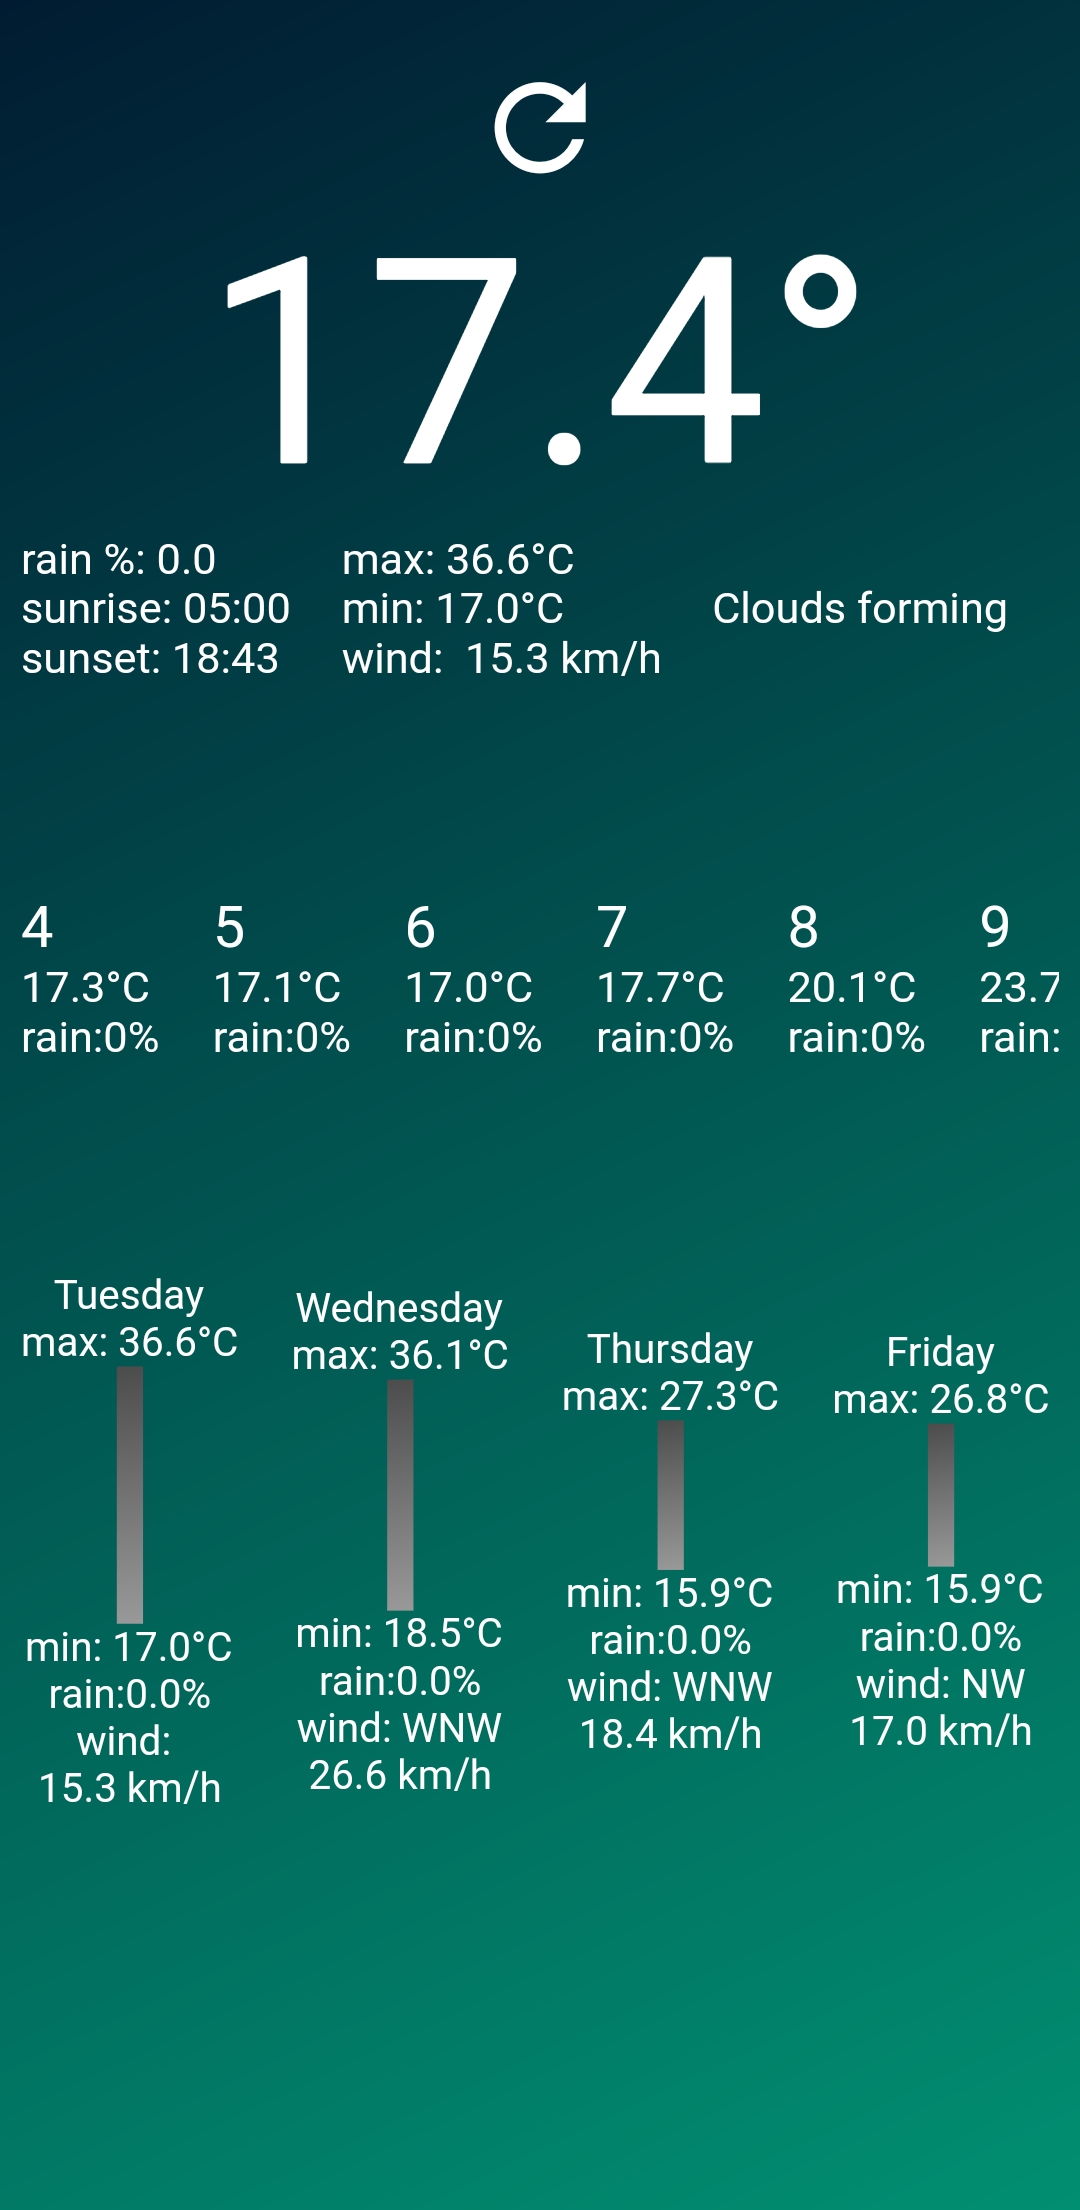 17.4°
rain %: 0.0
sunrise: 05:00
sunset: 18:43
max: 36.6°C
min: 17.0°C
wind:  15.3 km/h
Clouds forming
4
17.3°C
rain:0%
5
17.1°C
rain:0%
6
17.0°C
rain:0%
7
17.7°C
rain:0%
8
20.1°C
rain:0%
9
23.7
rain:
Tuesday
max: 36.6°C
min: 17.0°C
rain:0.0%
wind:
15.3 km/h
Wednesday
max: 36.1°C
min: 18.5°C
rain:0.0%
wind: WNW
26.6 km/h
Thursday
max: 27.3°C
min: 15.9°C
rain:0.0%
wind: WNW
18.4 km/h
Friday
max: 26.8°C
min: 15.9°C
rain:0.0%
wind: NW
17.0 km/h